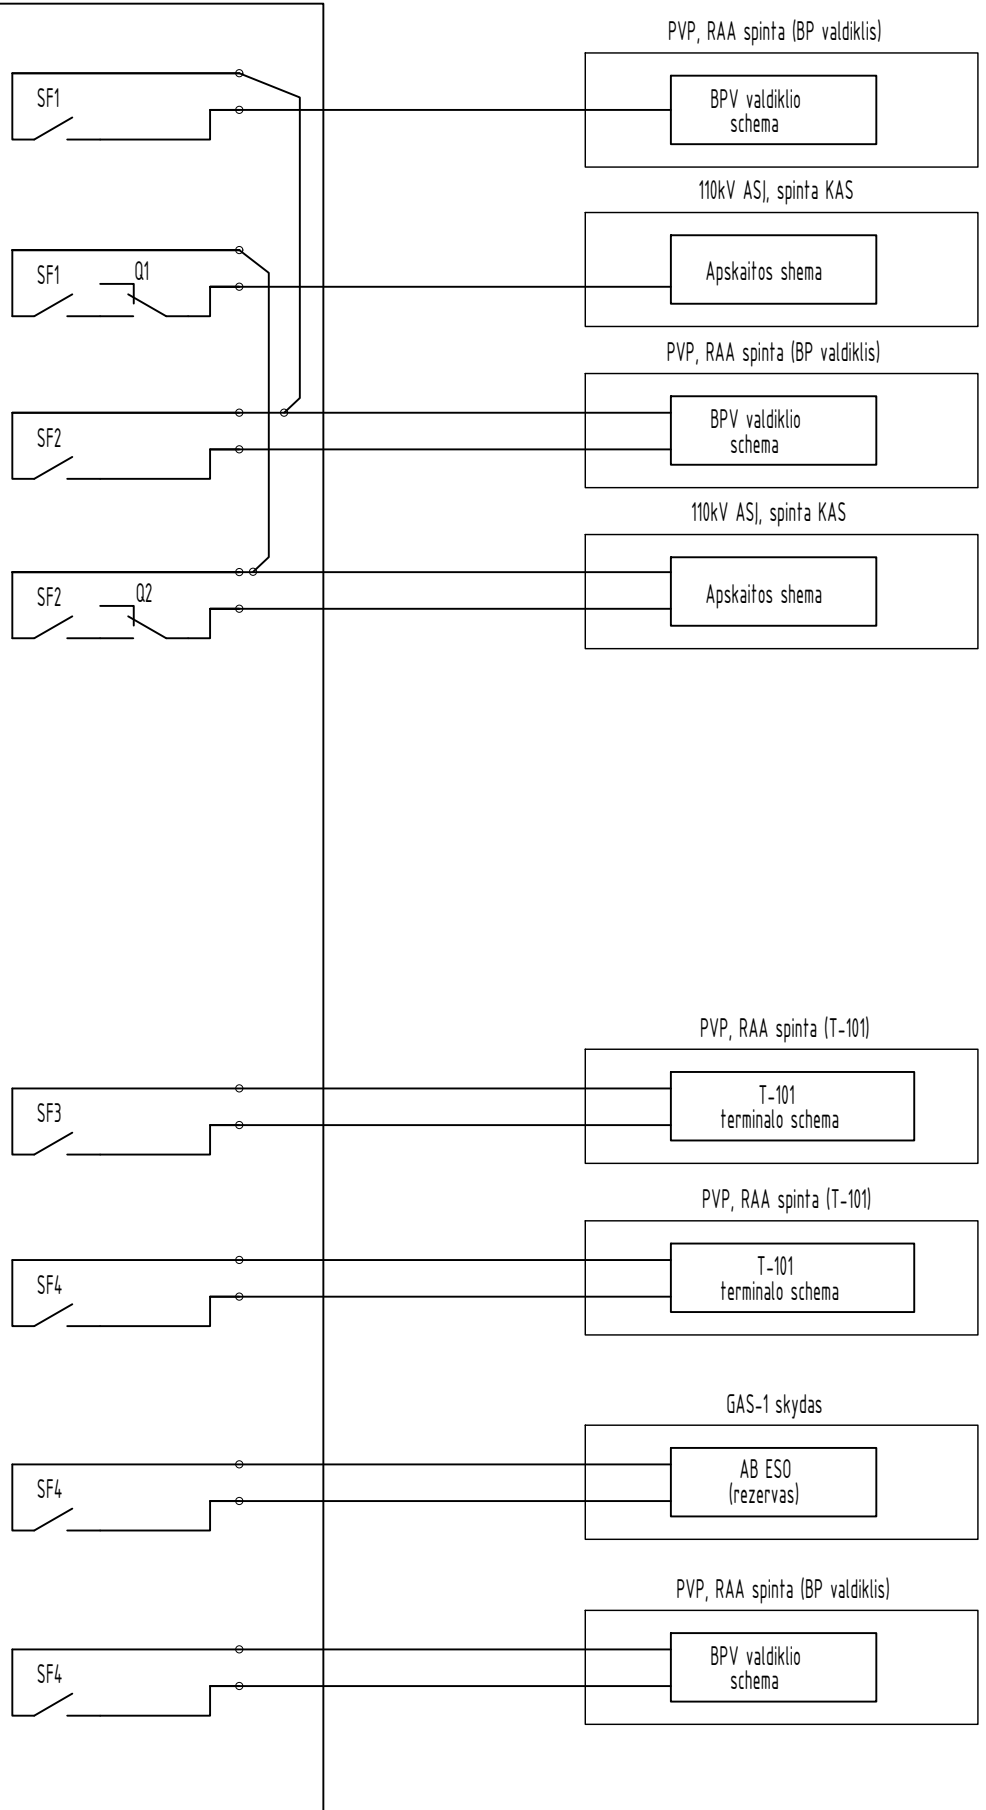 PVP, RAA spinta (BP valdiklis)
SF1
BPV valdiklio
schema
110kV ASĮ, spinta KAS
SF1
Q1
Apskaitos shema
PVP, RAA spinta (BP valdiklis)
SF2
BPV valdiklio
schema
110kV ASĮ, spinta KAS
SF2
Q2
Apskaitos shema
PVP, RAA spinta (T-101)
SF3
T-101
terminalo schema
PVP, RAA spinta (T-101)
SF4
T-101
terminalo schema
GAS-1 skydas
SF4
AB ESO
(rezervas)
PVP, RAA spinta (BP valdiklis)
SF4
BPV valdiklio
schema